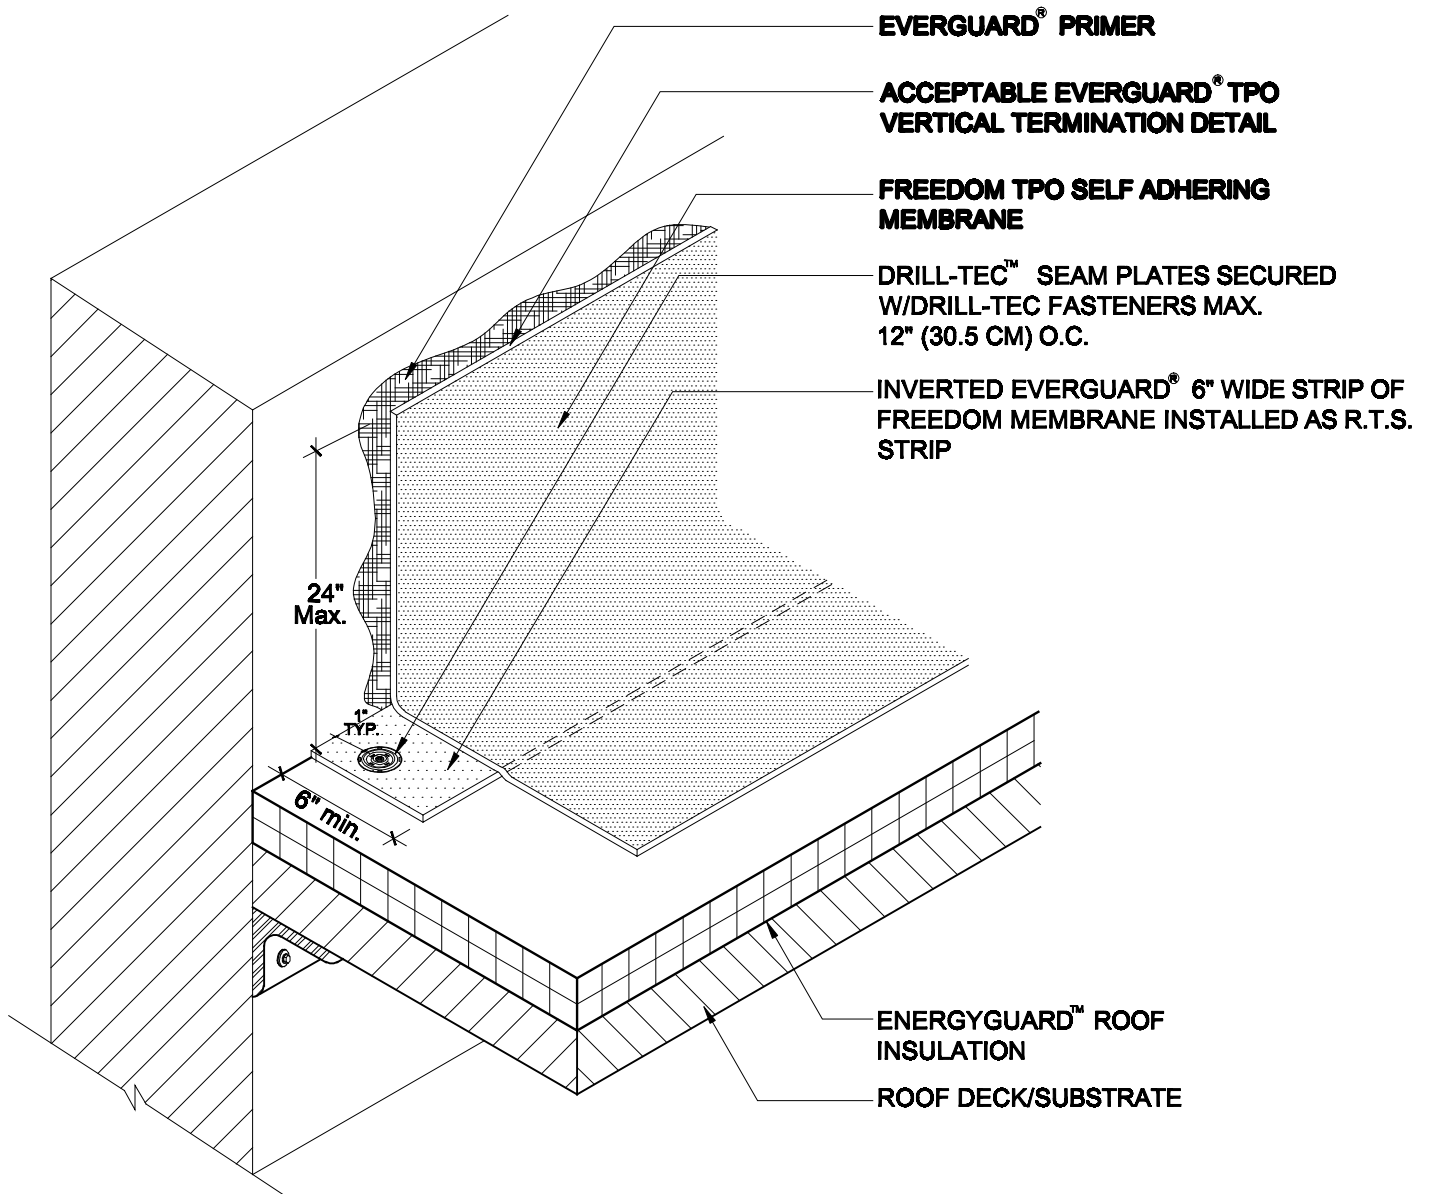 EVERGUARD® PRIMER
ACCEPTABLE EVERGUARD® TPO
VERTICAL TERMINATION DETAIL
FREEDOM TPO SELF ADHERING
MEMBRANE
DRILL-TEC™ SEAM PLATES SECURED
W/DRILL-TEC FASTENERS MAX.
12" (30.5 CM) O.C.
INVERTED EVERGUARD® 6" WIDE STRIP OF
FREEDOM MEMBRANE INSTALLED AS R.T.S.
STRIP
24"
Max.
1"
TYP.
6" min.
ENERGYGUARD™ ROOF
INSULATION
ROOF DECK/SUBSTRATE